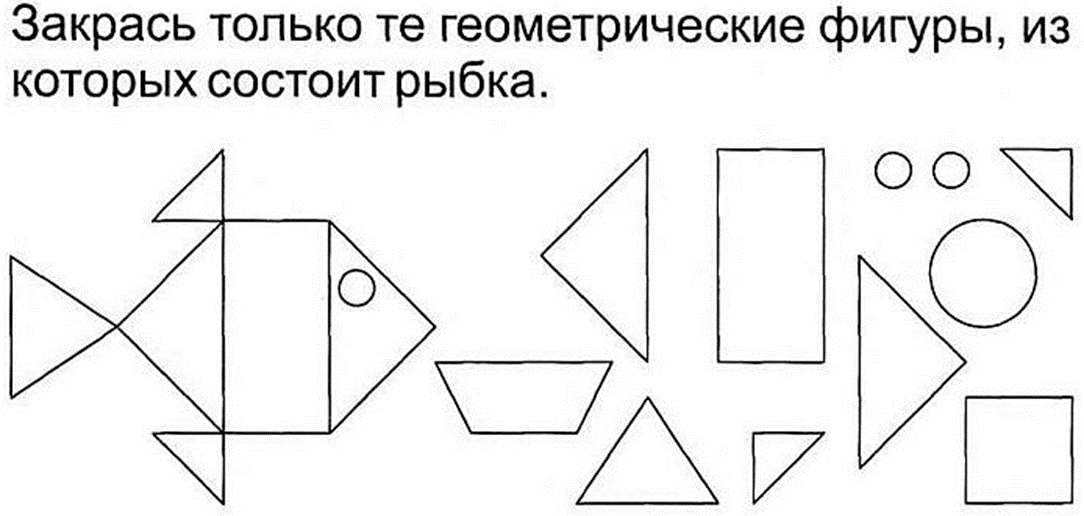 Закрась только те геометрические фигуры, из
которых состоит рыбка.